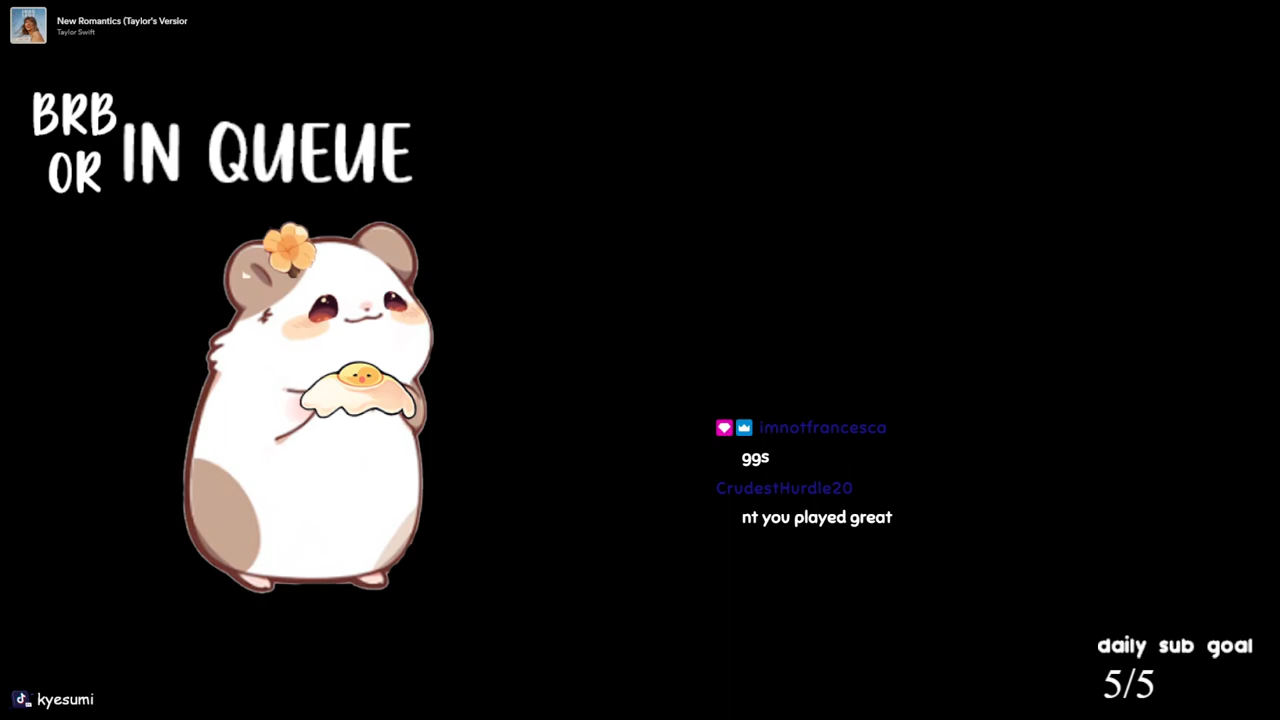 New Romantics (Taylor's Versior
Taylor Swift
BRB
OR IN QUEUE
imnotfrancesca
ggs
CrudestHurdle20
nt you played great
daily sub goal
5/5
kyesumi